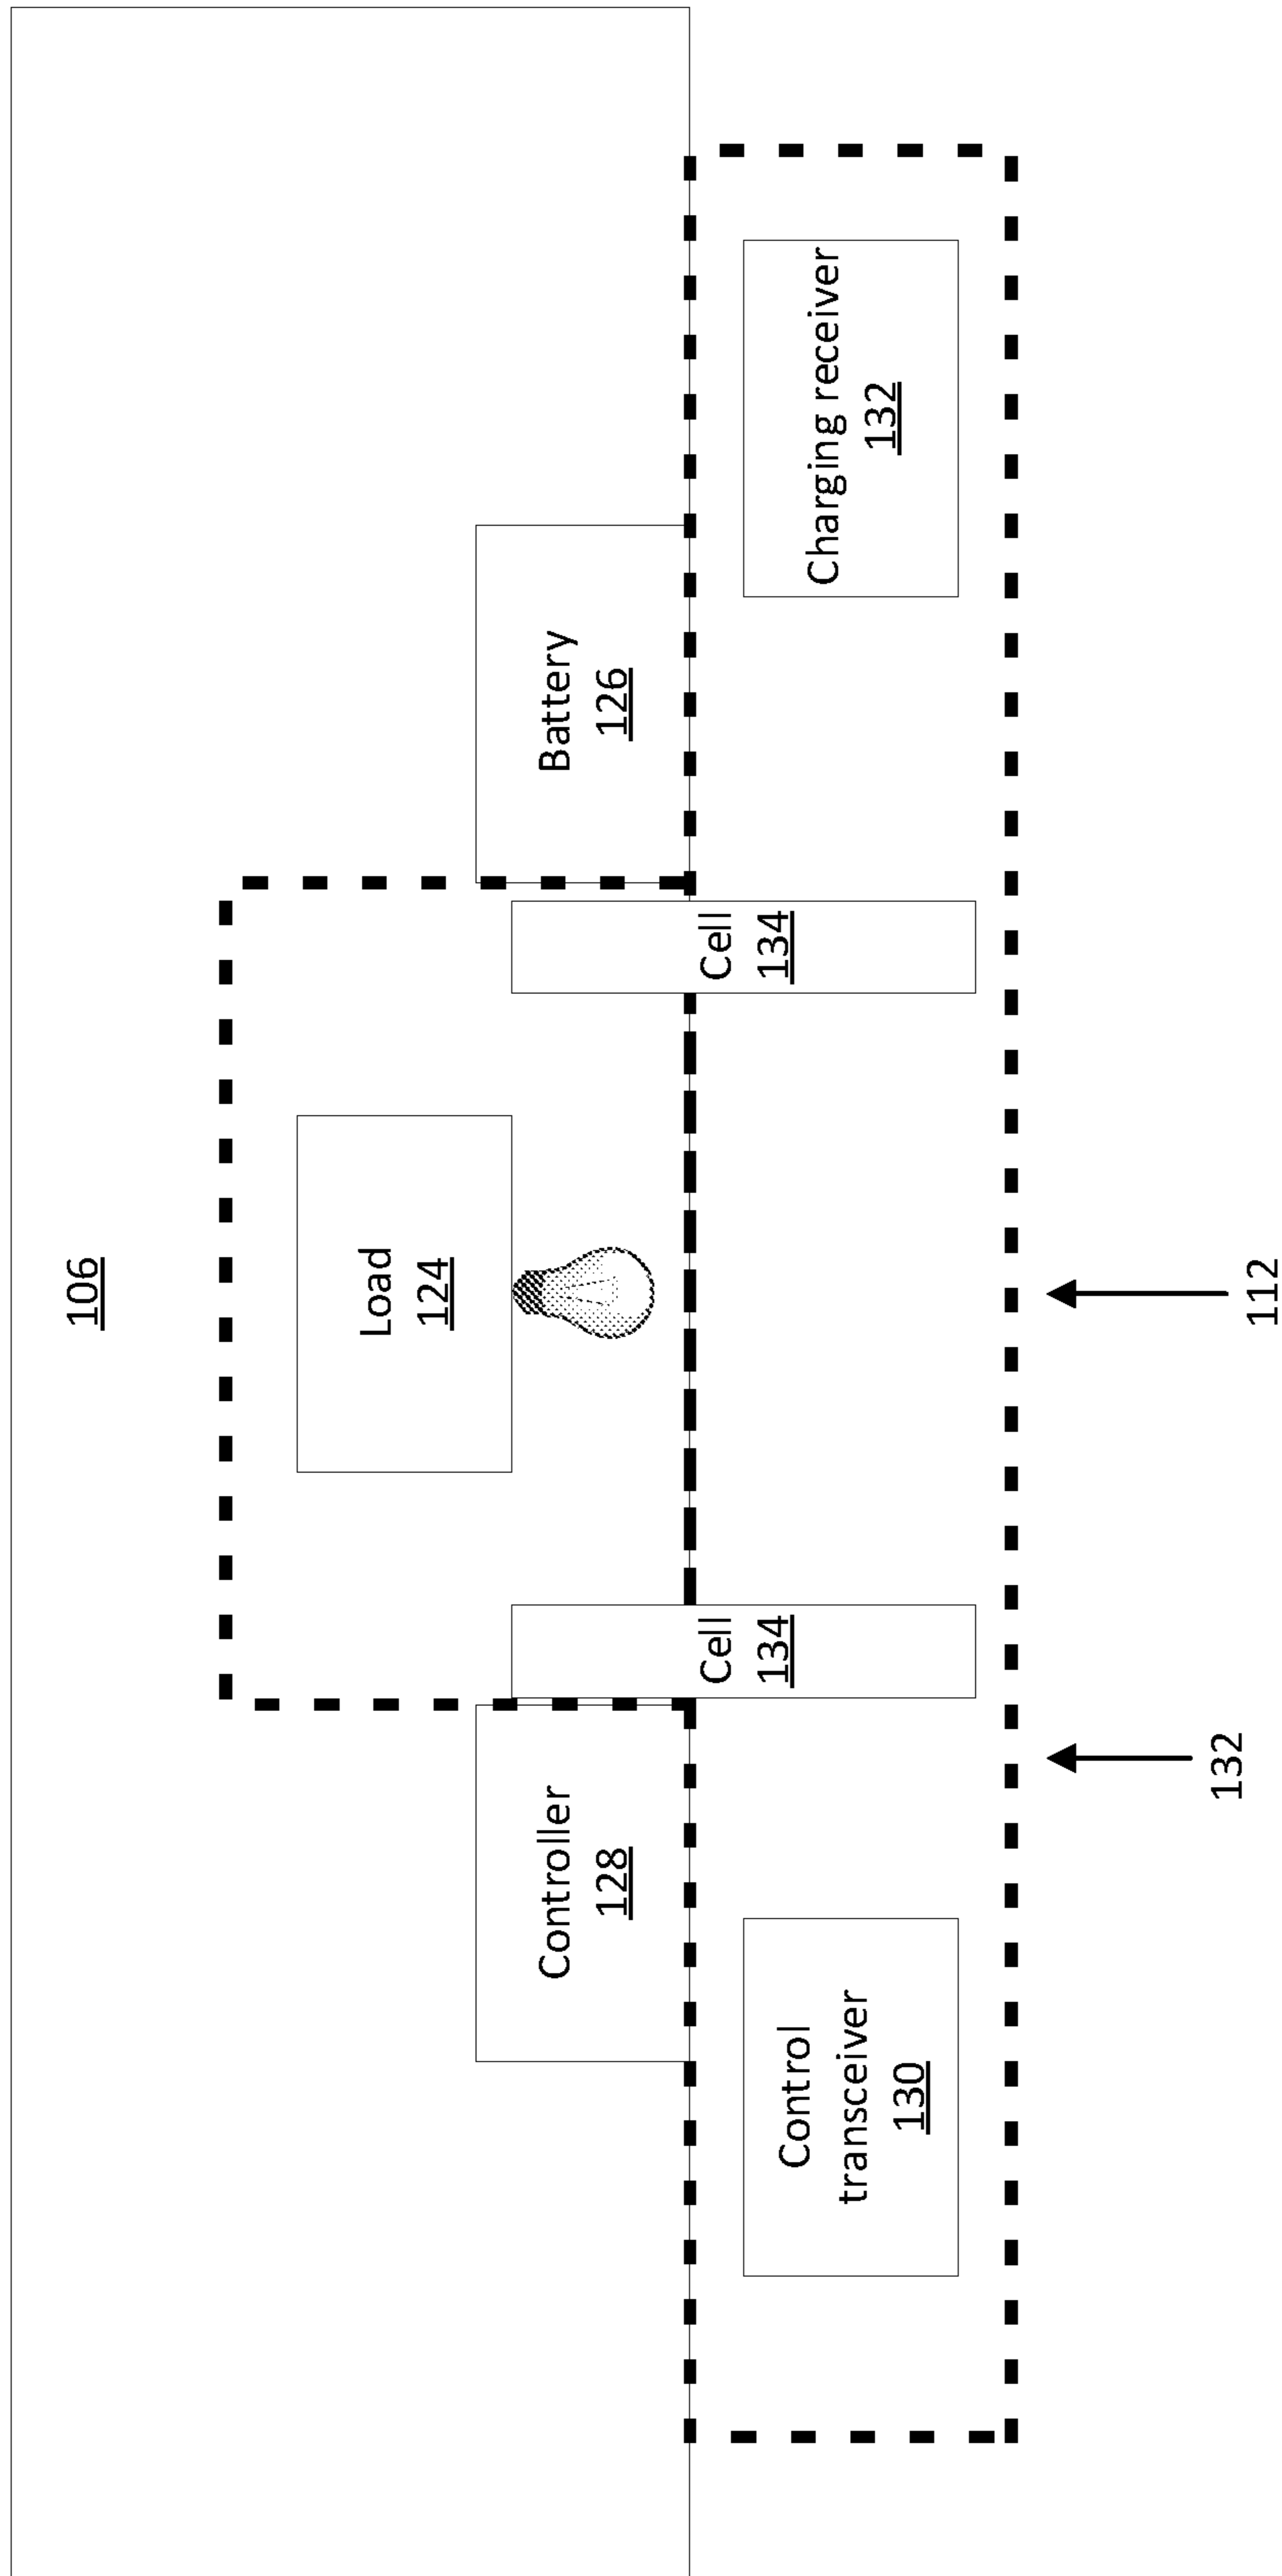 106
Load
124
Controller
128
Battery
126
Cell
134
Cell
134
Control
transceiver
130
Charging receiver
132
132
112